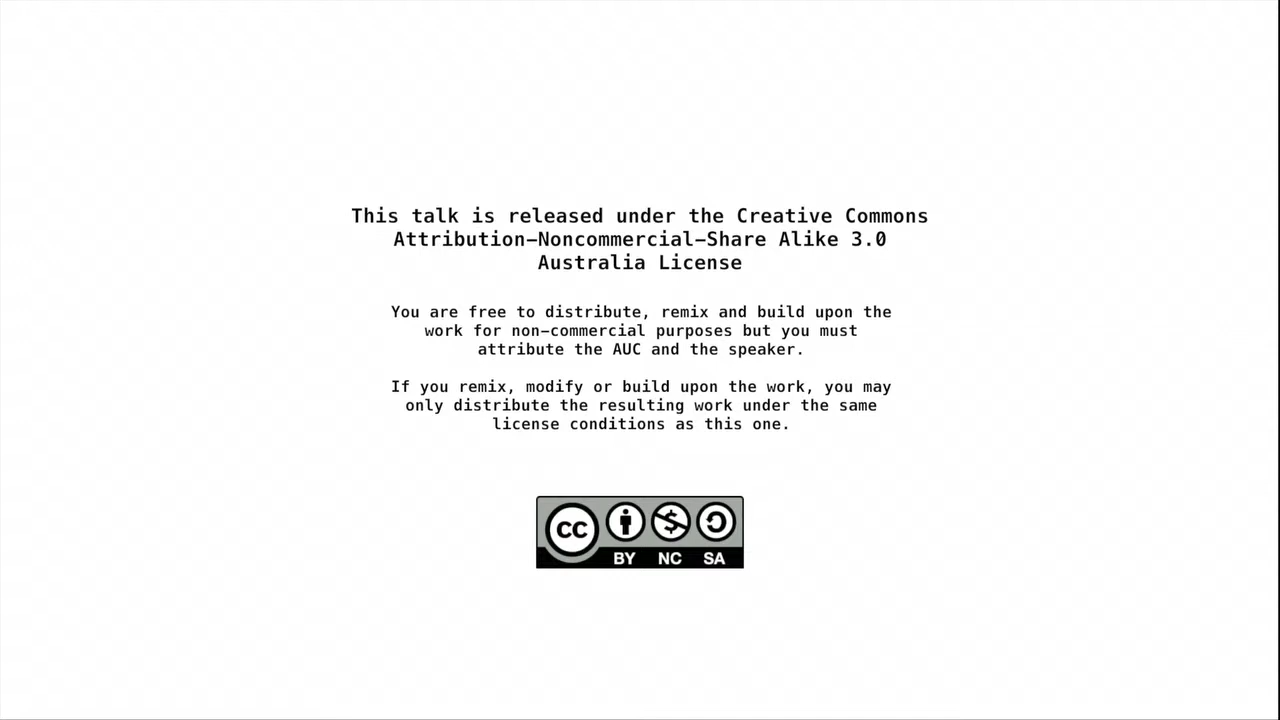 This talk is released under the Creative Commons
Attribution–Noncommercial–Share Alike 3.0
Australia License
You are free to distribute, remix and build upon the
work for non–commercial purposes but you must
attribute the AUC and the speaker.
If you remix, modify or build upon the work, you may
only distribute the resulting work under the same
license conditions as this one.
CC
BY NC SA